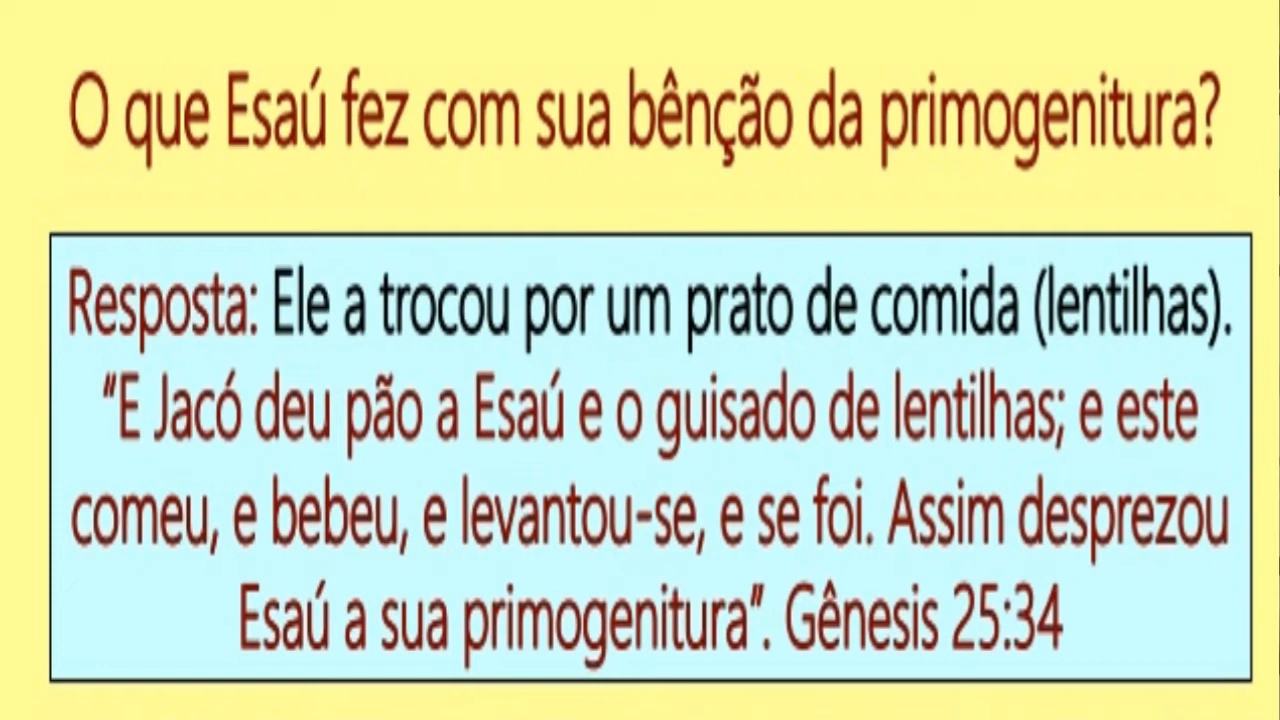 O que Esaú fez com sua bênção da primogenitura?
Resposta: Ele a trocou por um prato de comida (lentilhas).
“E Jacó deu pão a Esaú e o guisado de lentilhas; e este
comeu, e bebeu, e levantou-se, e se foi. Assim desprezou
Esaú a sua primogenitura”. Gênesis 25:34